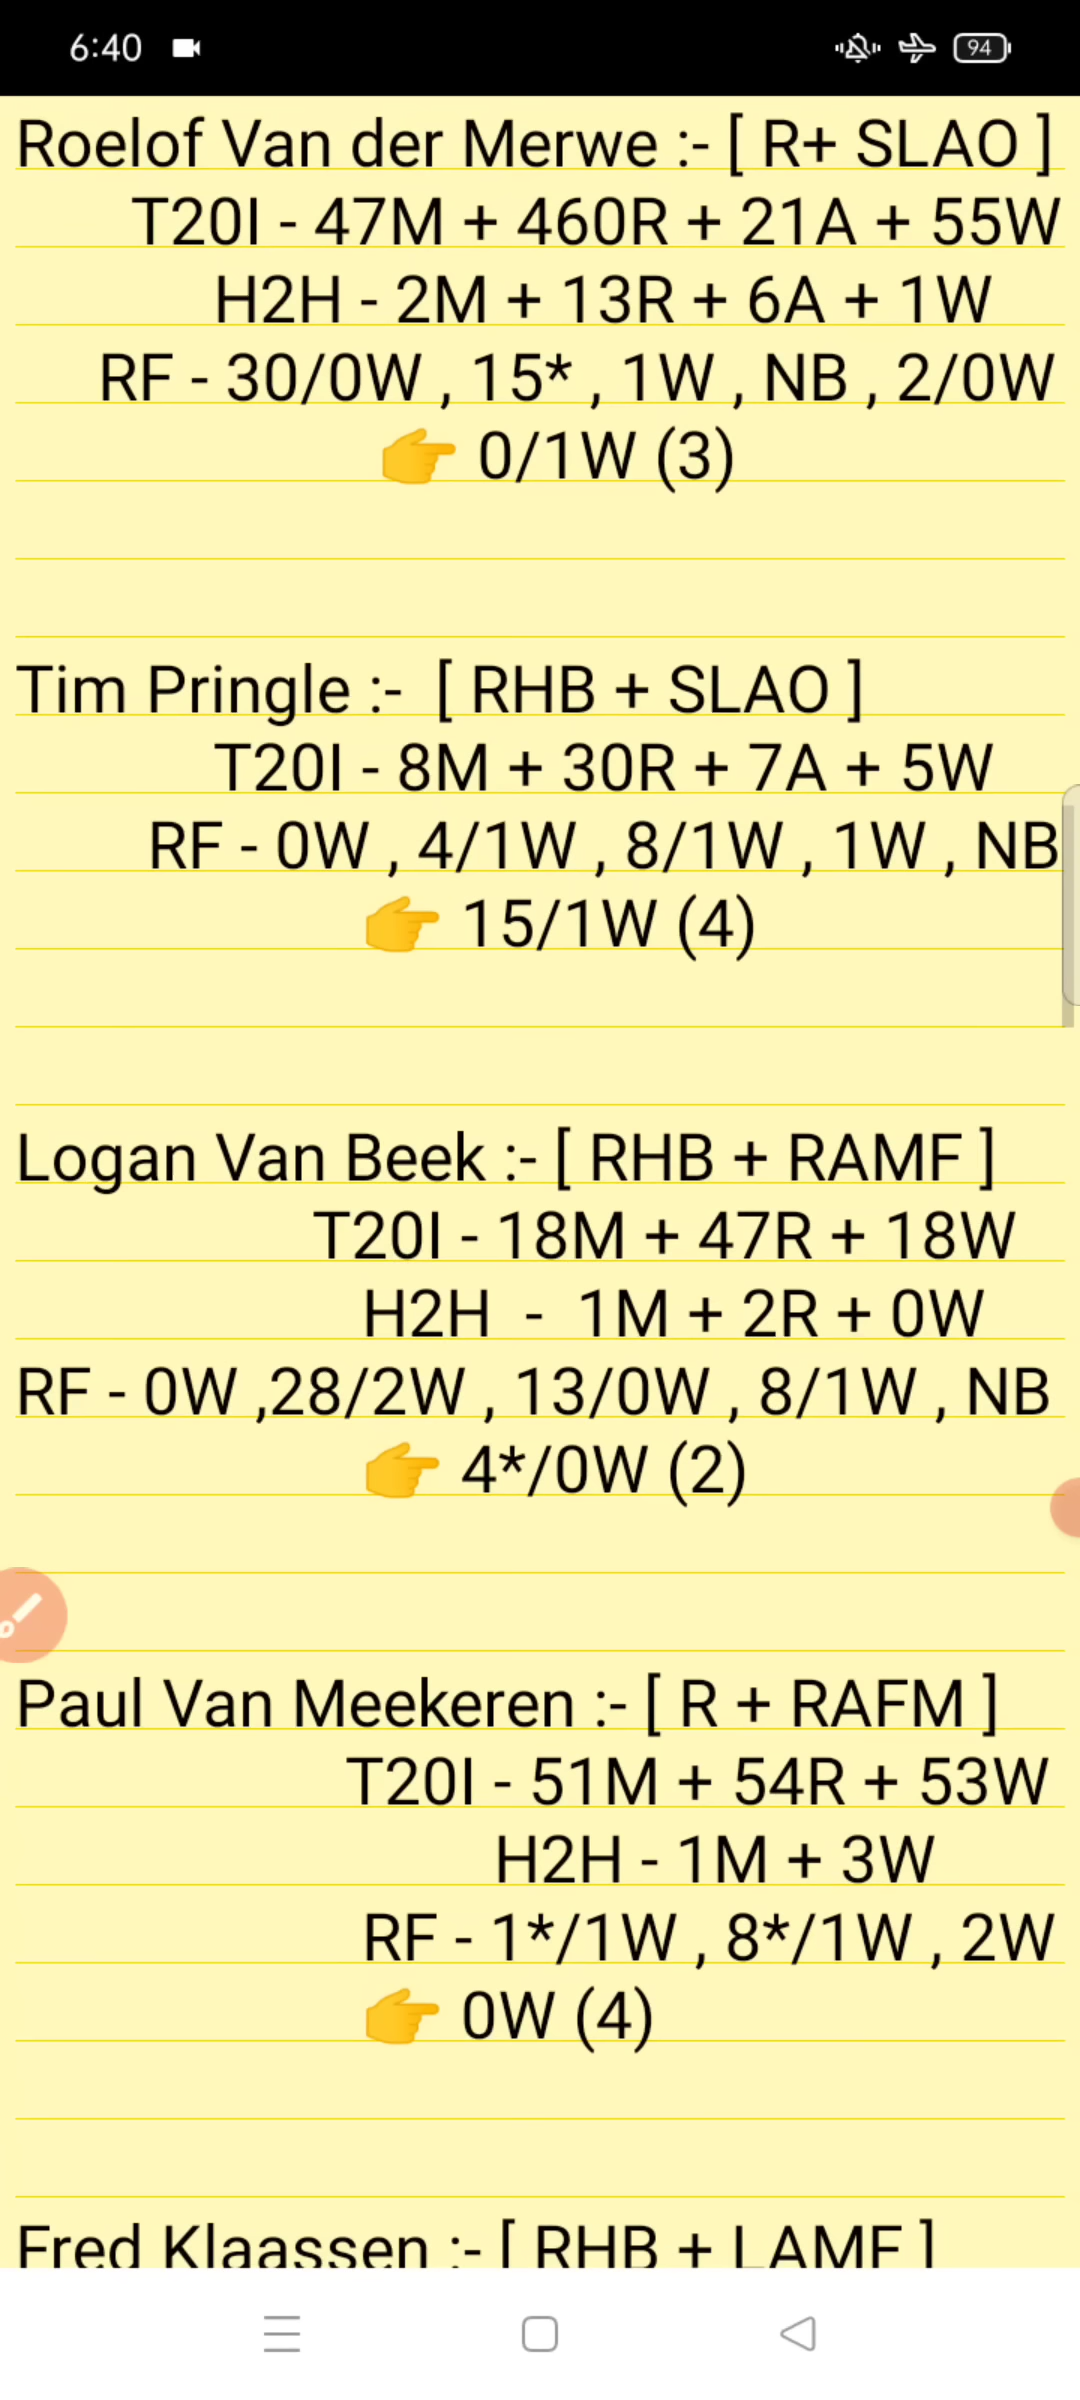 6:40
94
Roelof Van der Merwe :- [ R+ SLAO ]
T20I - 47M + 460R + 21A + 55W
H2H - 2M + 13R + 6A + 1W
RF - 30/0W , 15* , 1W , NB , 2/0W
👉 0/1W (3)
Tim Pringle :- [ RHB + SLAO ]
T20I - 8M + 30R + 7A + 5W
RF - 0W , 4/1W , 8/1W , 1W , NB
👉 15/1W (4)
Logan Van Beek :- [ RHB + RAMF ]
T20I - 18M + 47R + 18W
H2H - 1M + 2R + 0W
RF - 0W ,28/2W , 13/0W , 8/1W , NB
👉 4*/0W (2)
Paul Van Meekeren :- [ R + RAFM ]
T20I - 51M + 54R + 53W
H2H - 1M + 3W
RF - 1*/1W , 8*/1W , 2W
👉 0W (4)
Fred Klaassen :- [ RHB + LAMF ]